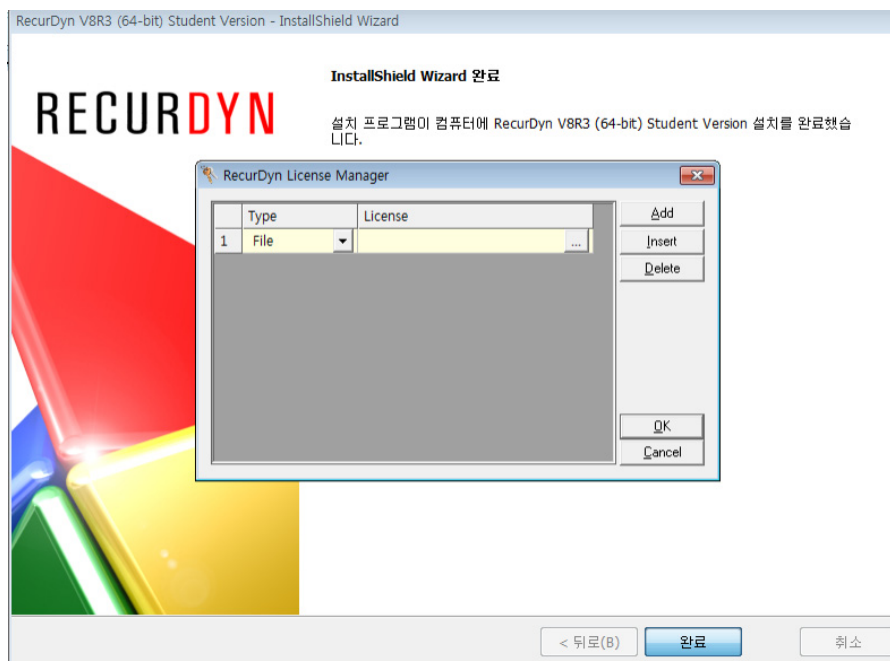 RecurDyn V8R3 (64-bit) Student Version - InstallShield Wizard
InstallShield Wizard 완료
RECURDYN
설치 프로그램이 컴퓨터에 RecurDyn V8R3 (64-bit) Student Version 설치를 완료했습
니다.
RecurDyn License Manager
Type License
1 File ...
Add
Insert
Delete
OK
Cancel
< 뒤로(B) 완료 취소